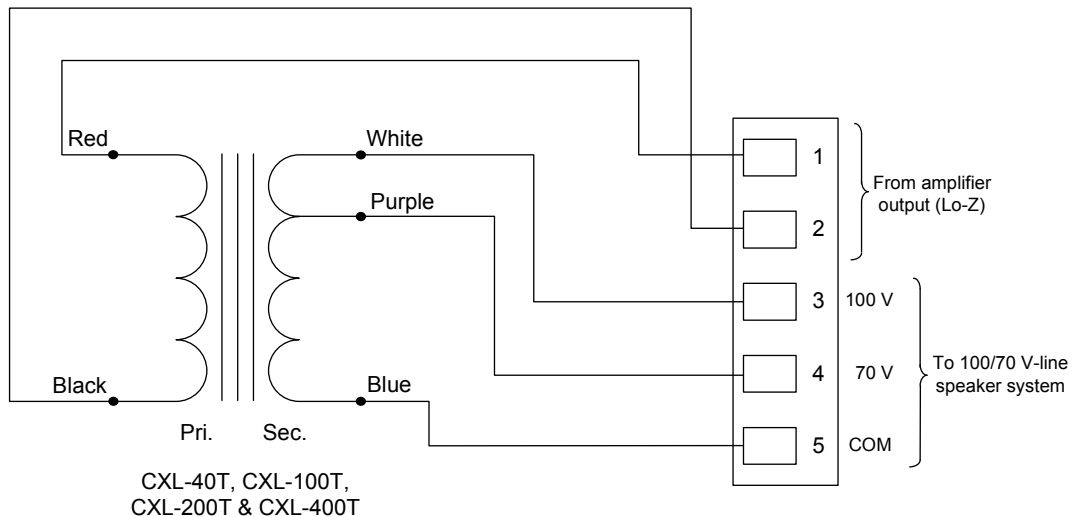 Red
White
Purple
Black
Blue
Pri.
Sec.
CXL-40T, CXL-100T,
CXL-200T & CXL-400T
1
2
From amplifier
output (Lo-Z)
3 100 V
4 70 V
5 COM
To 100/70 V-line
speaker system